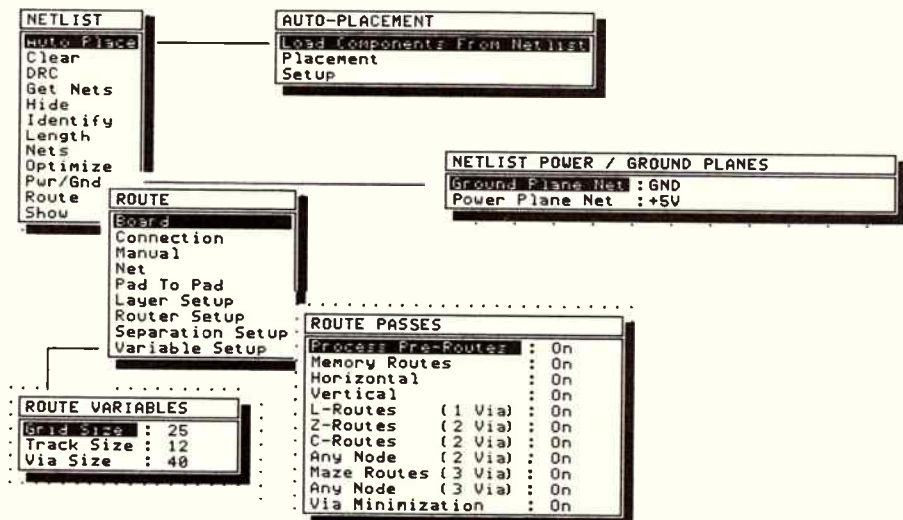 NETLIST
Auto Place
Clear
DRC
Get Nets
Hide
Identify
Length
Nets
Optimize
Pwr/Gnd
Route
Show
AUTO-PLACEMENT
Load Components From Netlist
Placement
Setup
NETLIST POWER / GROUND PLANES
Ground Plane Net : GND
Power Plane Net : +5V
ROUTE
Board
Connection
Manual
Net
Pad To Pad
Layer Setup
Router Setup
Separation Setup
Variable Setup
ROUTE PASSES
Process Pre-Routes : On
Memory Routes : On
Horizontal : On
Vertical : On
L-Routes (1 Via) : On
Z-Routes (2 Via) : On
C-Routes (2 Via) : On
Any Node (2 Via) : On
Maze Routes (3 Via) : On
Any Node (3 Via) : On
Via Minimization : On
ROUTE VARIABLES
Grid Size : 25
Track Size : 12
Via Size : 40